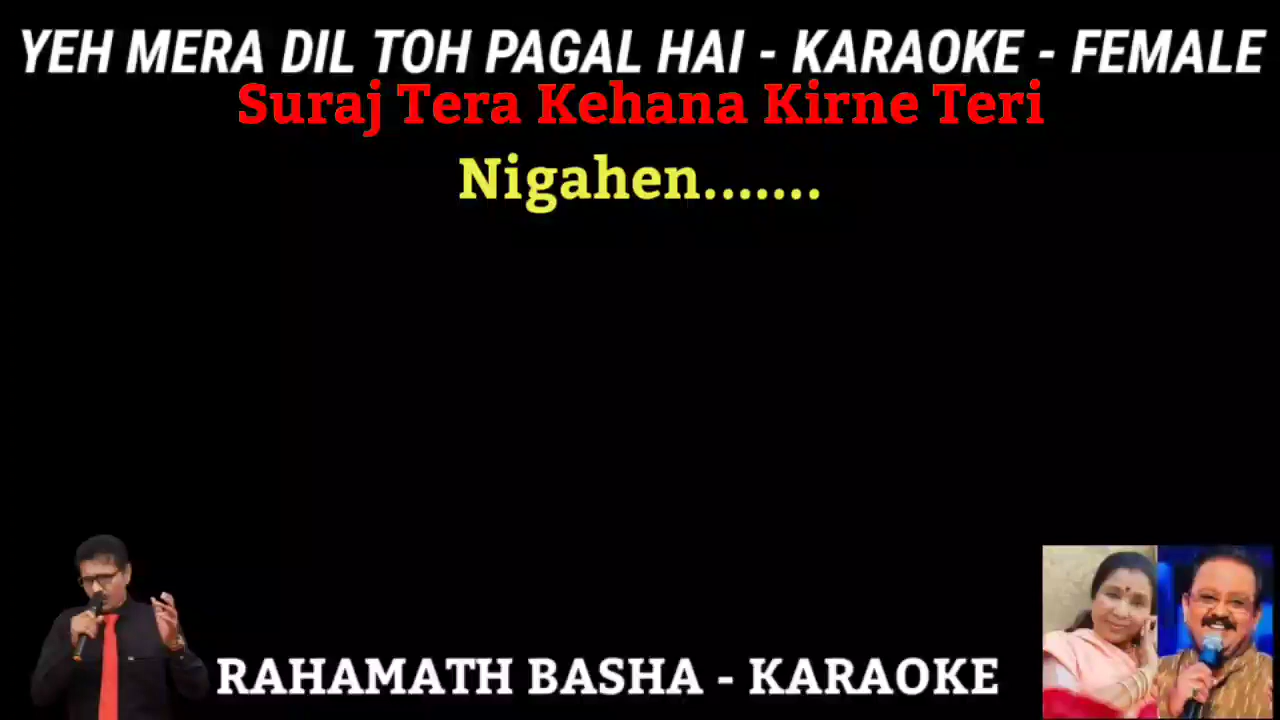 YEH MERA DIL TOH PAGAL HAI - KARAOKE - FEMALE
Suraj Tera Kehana Kirne Teri
Nigahen.......
RAHAMATH BASHA - KARAOKE